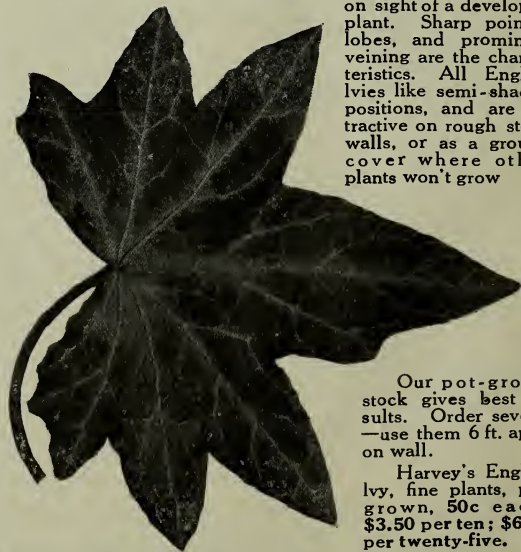 on sight of a develop
plant. Sharp poin
lobes, and promin
veining are the char
teristics. All Eng
Ivies like semi-shad
positions, and are
tractive on rough st
walls, or as a grou
cover where oth
plants won't grow
Our pot-gro
stock gives best
sults. Order seve
—use them 6 ft. ap
on wall.
Harvey's Eng
Ivy, fine plants, p
grown, 50c eac
$3.50 per ten; $6
per twenty-five.